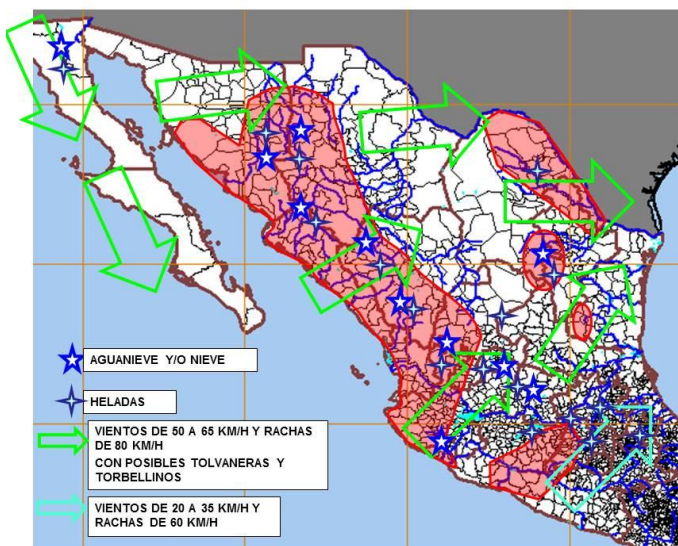 AGUANIEVE Y/O NIEVE
HELADAS
VIENTOS DE 50 A 65 KM/H Y RACHAS
DE 80 KM/H
CON POSIBLES TOLVANERAS Y
TORBELLINOS
VIENTOS DE 20 A 35 KM/H Y
RACHAS DE 60 KM/H